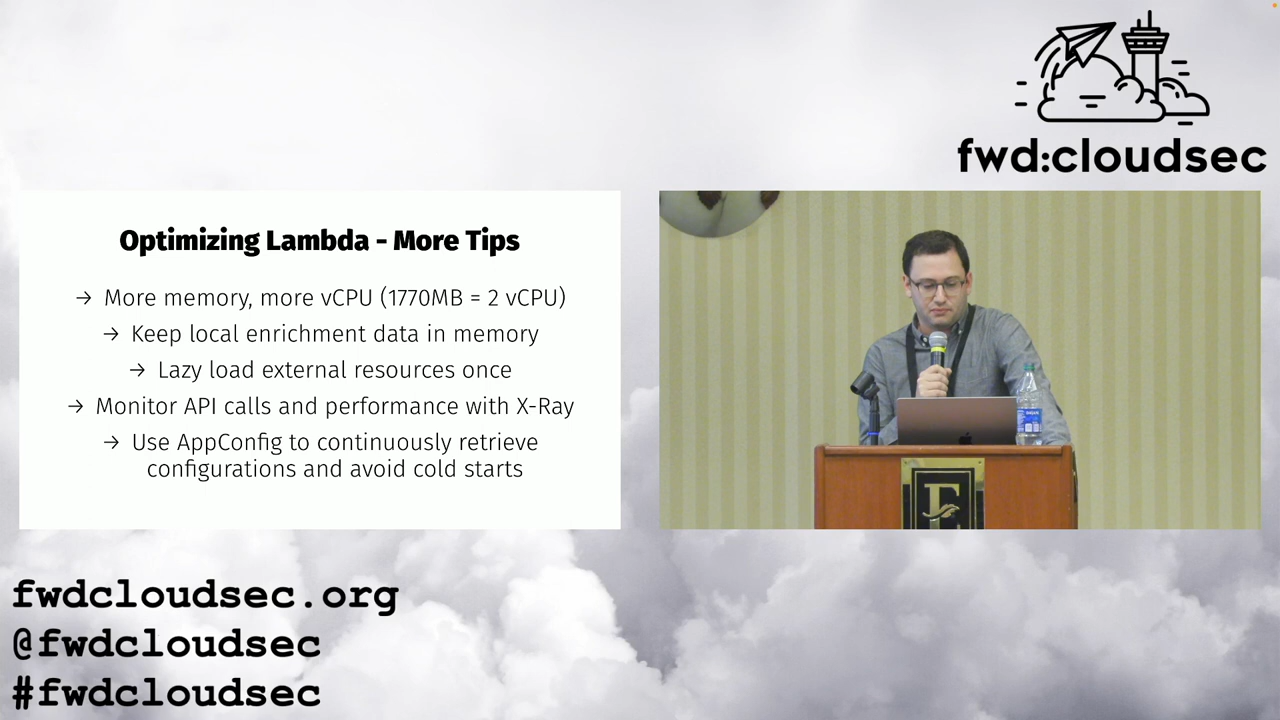 fwd:cloudsec
Optimizing Lambda - More Tips
→ More memory, more vCPU (1770MB = 2 vCPU)
→ Keep local enrichment data in memory
→ Lazy load external resources once
→ Monitor API calls and performance with X-Ray
→ Use AppConfig to continuously retrieve
configurations and avoid cold starts
E
fwdcloudsec.org
@fwdcloudsec
#fwdcloudsec